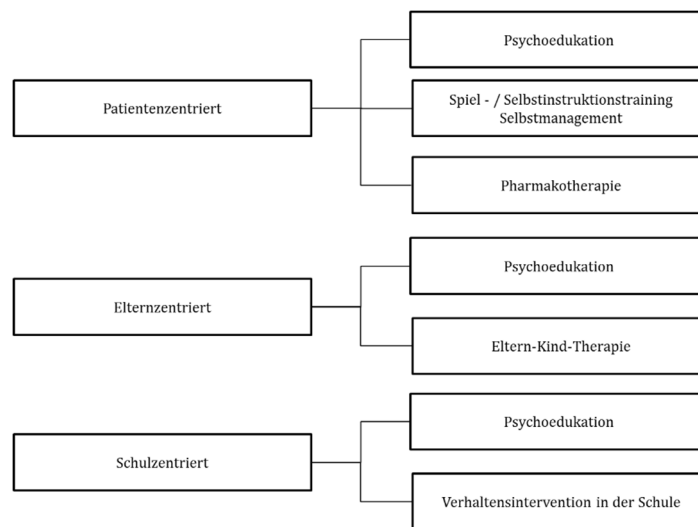 Patientenzentriert
Psychoedukation
Spiel - / Selbstinstruktionstraining
Selbstmanagement
Pharmakotherapie
Elternzentriert
Psychoedukation
Eltern-Kind-Therapie
Schulzentriert
Psychoedukation
Verhaltensintervention in der Schule